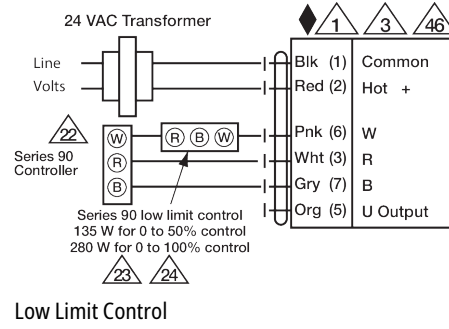 24 VAC Transformer
1 3 46
Line
Volts
Blk (1) Common
Red (2) Hot +
22
Series 90
Controller
W
R
B
R B W
Pnk (6) W
Wht (3) R
Gry (7) B
Org (5) U Output
Series 90 low limit control
135 W for 0 to 50% control
280 W for 0 to 100% control
23 24
Low Limit Control